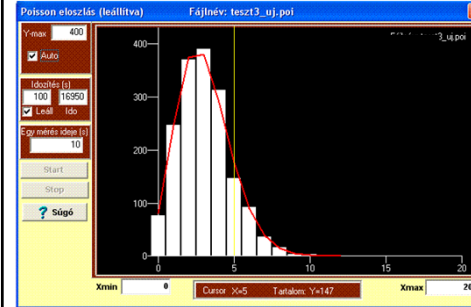 Poisson eloszlás (leállítva) Fájlnév: teszt3_uj.poi
Y-max 400
Auto
Idozítés (s)
100 16950
Leáll Ido
Egy mérés ideje (s)
10
Start
Stop
? Súgó
3_uj.poi
400
300
200
100
0
0 5 10 15 20
Xmin 0
Cursor X=5 Tartalom: Y=147
Xmax 20